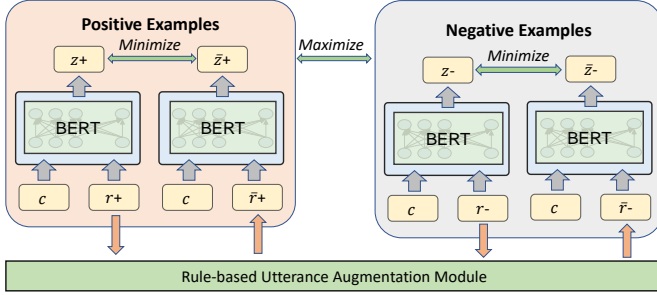 Positive Examples
z+
Minimize
z̄+
BERT
BERT
c
r+
c
r̄+
Maximize
Negative Examples
z-
Minimize
z̄-
BERT
BERT
c
r-
c
r̄-
Rule-based Utterance Augmentation Module